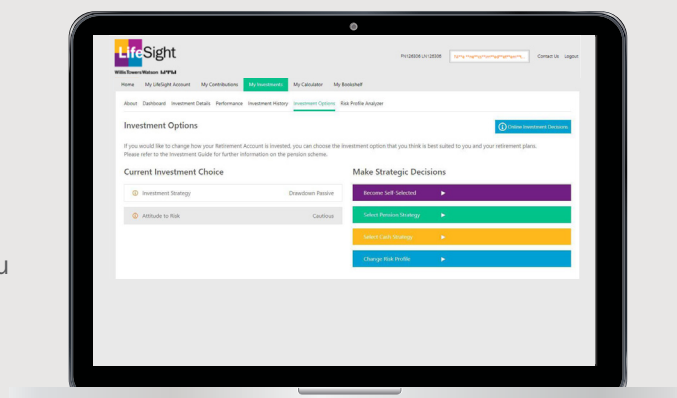 LifeSight
WillisTowersWatson
FN126308 LN126308
Contact Us Logout
Home My LifeSight Account My Contributions My Investments My Calculator My Bookshelf
About Dashboard Investment Details Performance Investment History Investment Options Risk Profile Analyzer
Investment Options
Online Investment Decisions
If you would like to change how your Retirement Account is invested, you can choose the investment option that you think is best suited to you and your retirement plans.
Please refer to the Investment Guide for further information on the pension scheme.
Current Investment Choice
Make Strategic Decisions
Investment Strategy Drawdown Passive
Become Self-Selected
Attitude to Risk Cautious
Select Pension Strategy
Select Cash Strategy
Change Risk Profile
u